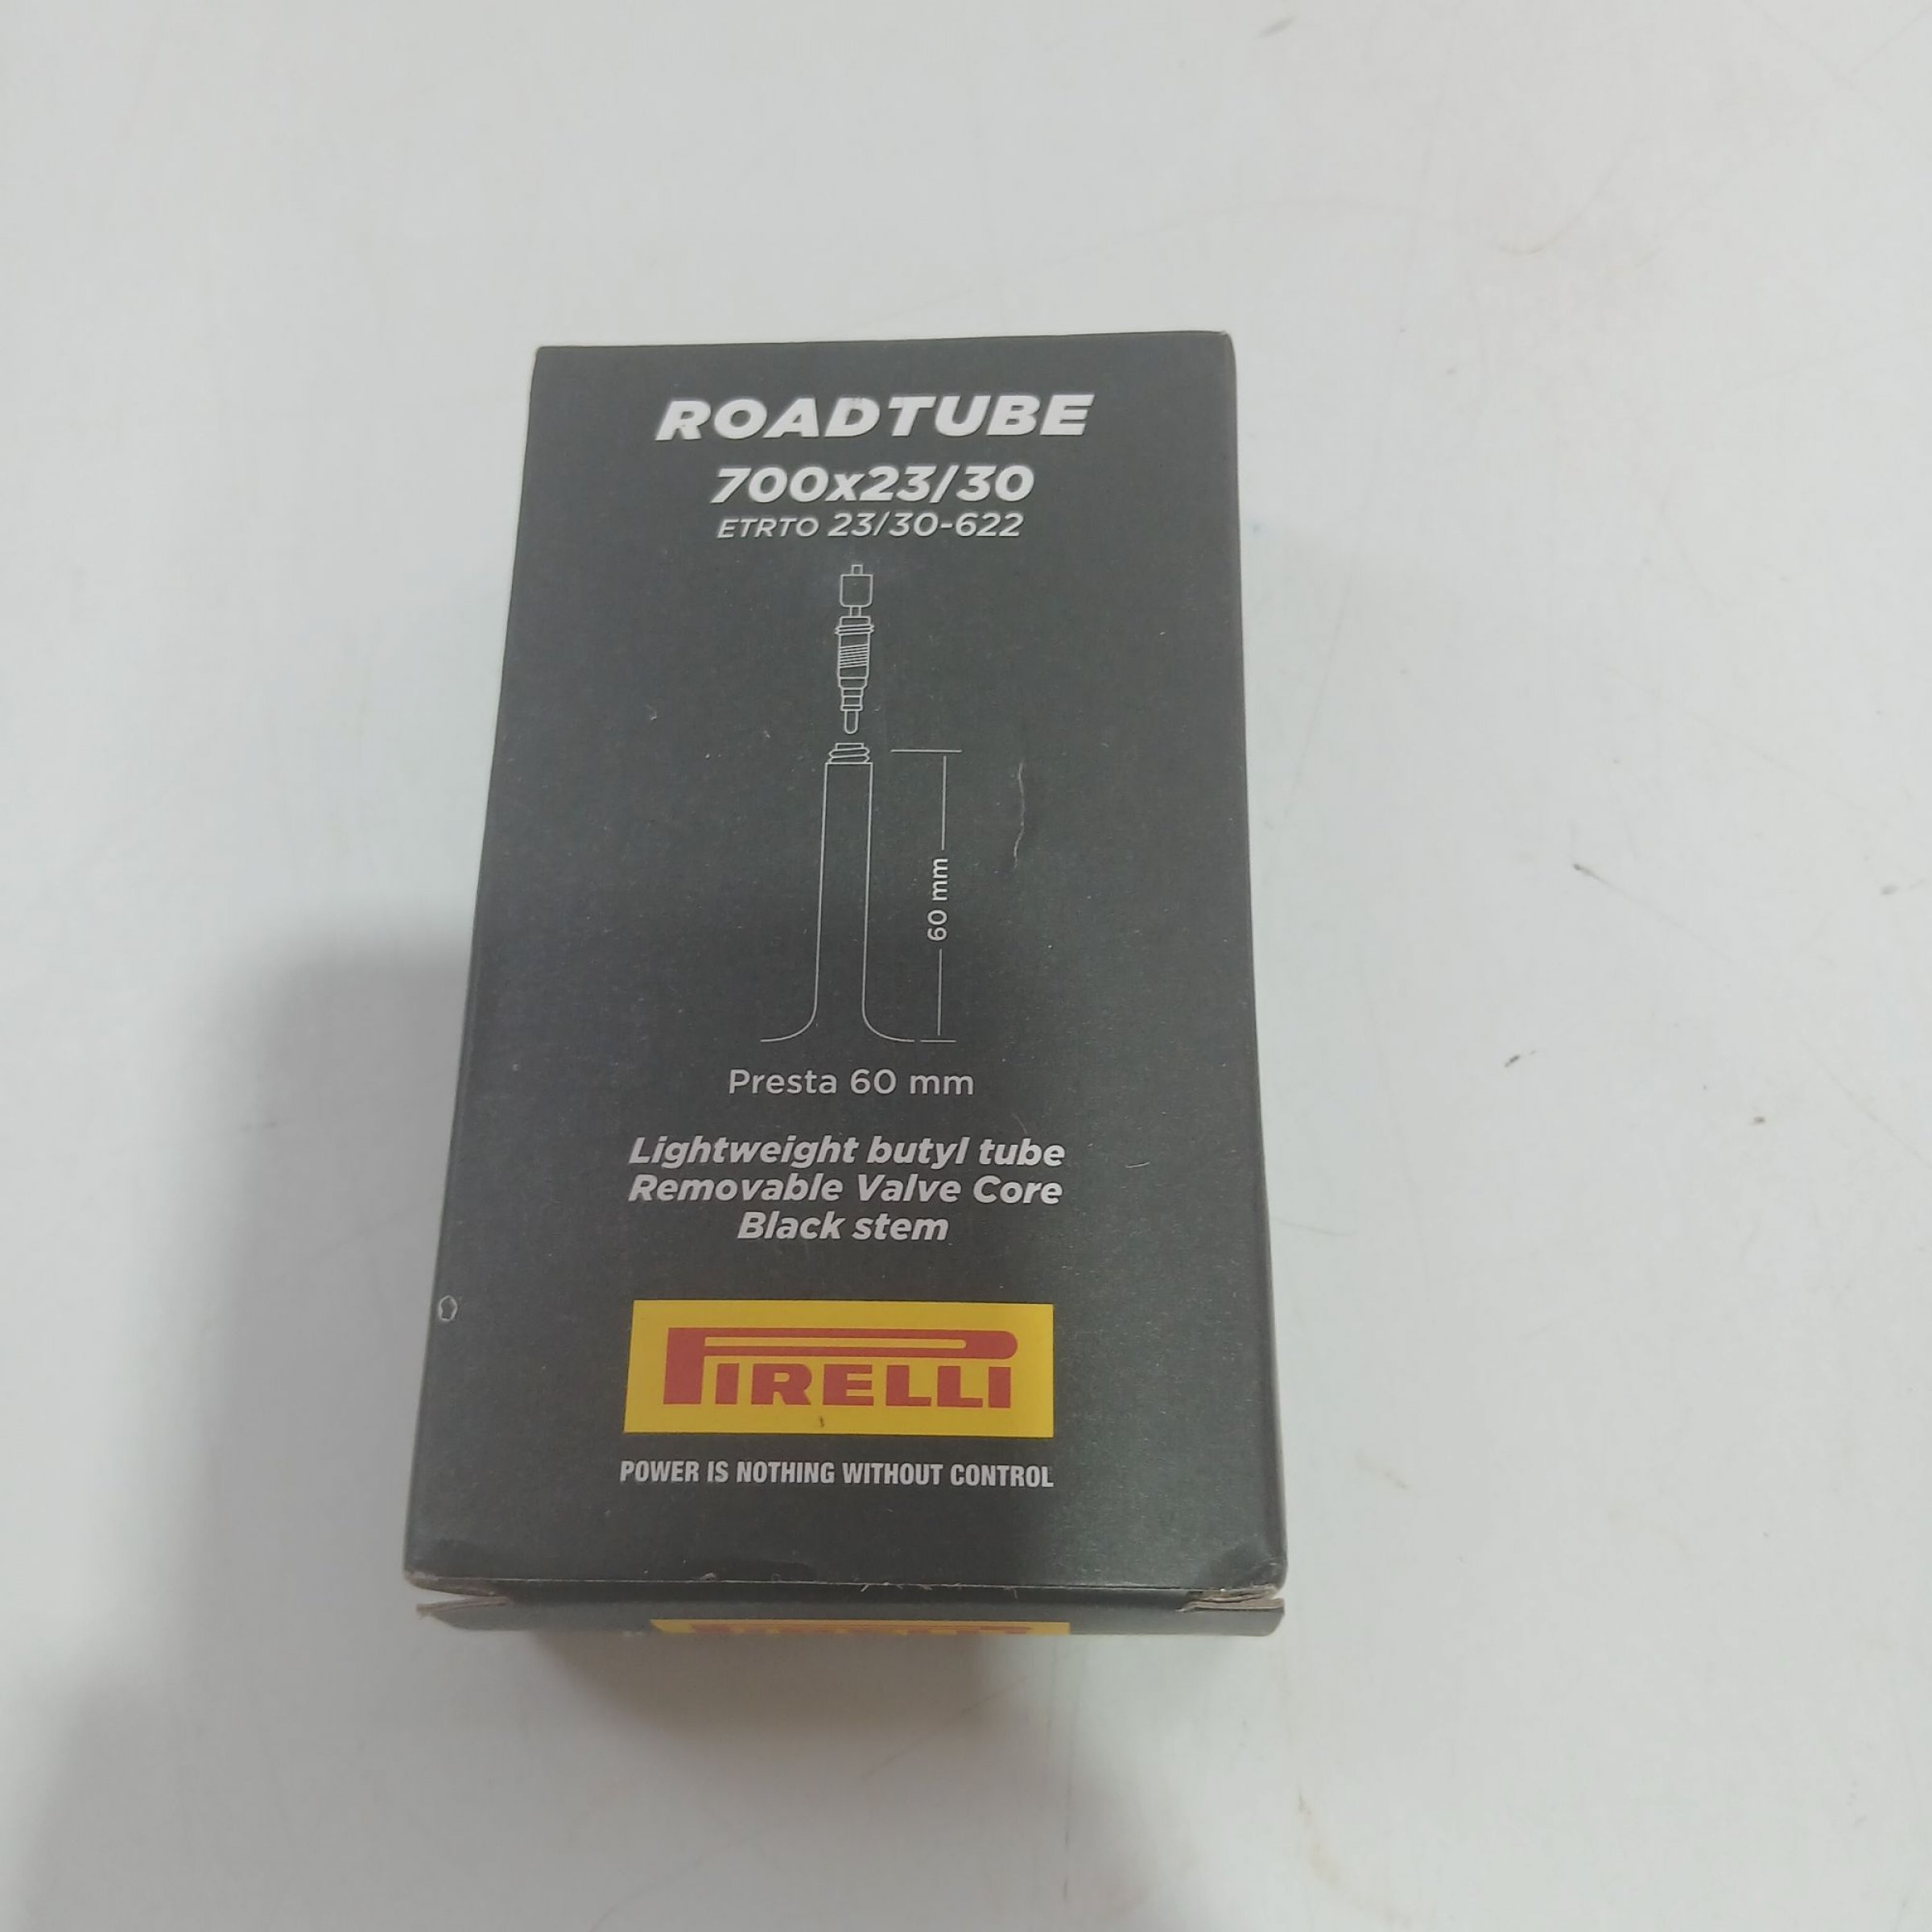 ROADTUBE
700x23/30
ETRTO 23/30-622
60 mm
Presta 60 mm
Lightweight butyl tube
Removable Valve Core
Black stem
PIRELLI
POWER IS NOTHING WITHOUT CONTROL